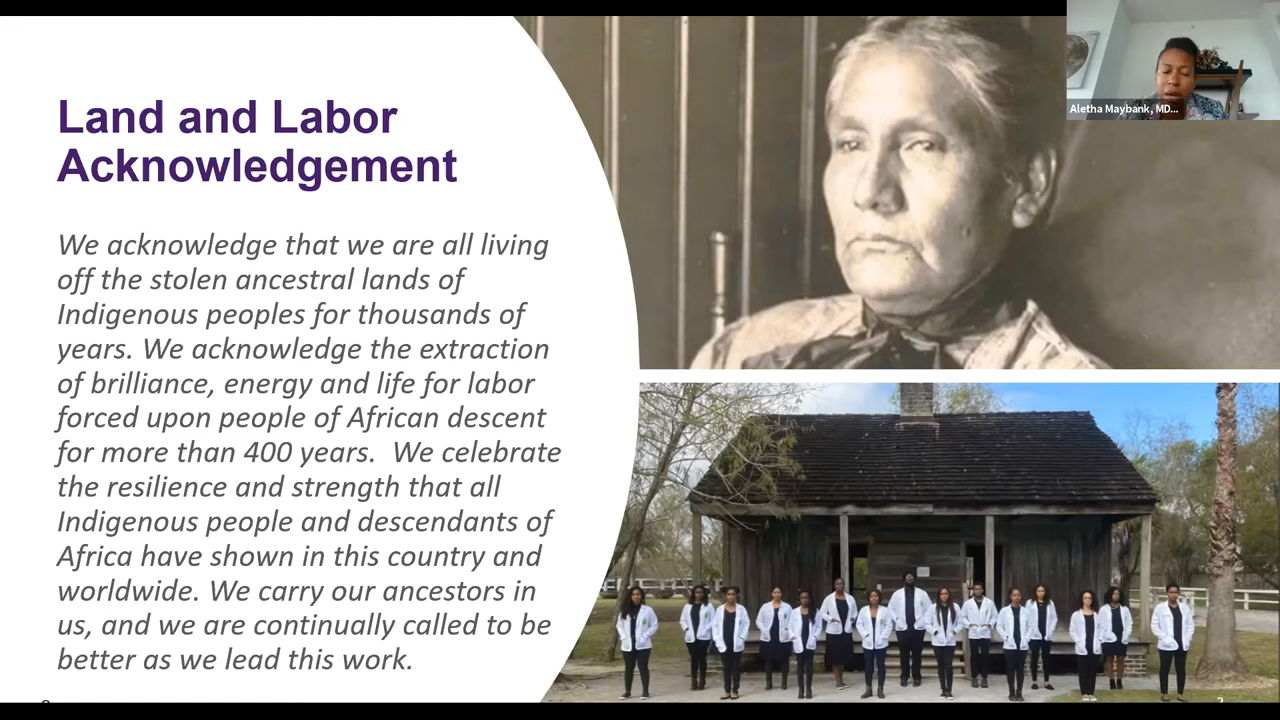 Land and Labor
Acknowledgement
We acknowledge that we are all living
off the stolen ancestral lands of
Indigenous peoples for thousands of
years. We acknowledge the extraction
of brilliance, energy and life for labor
forced upon people of African descent
for more than 400 years.  We celebrate
the resilience and strength that all
Indigenous people and descendants of
Africa have shown in this country and
worldwide. We carry our ancestors in
us, and we are continually called to be
better as we lead this work.
Aletha Maybank, MD...